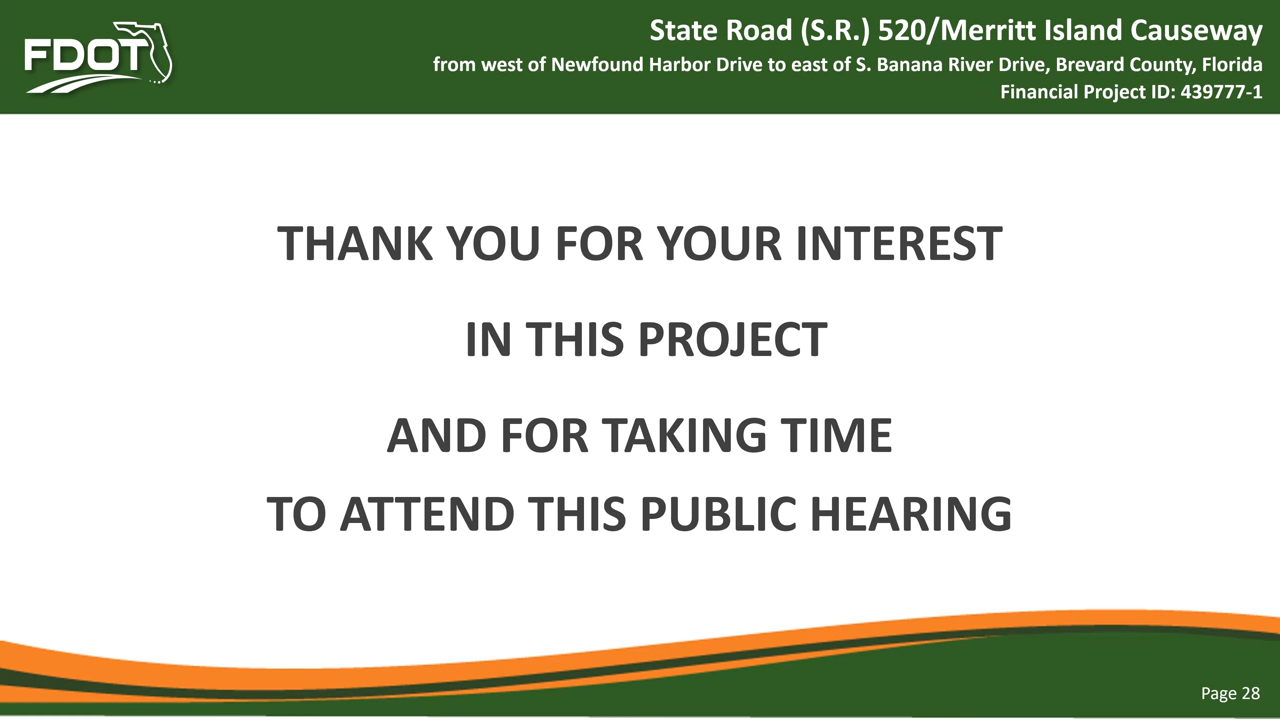 FDOT
State Road (S.R.) 520/Merritt Island Causeway
from west of Newfound Harbor Drive to east of S. Banana River Drive, Brevard County, Florida
Financial Project ID: 439777-1
THANK YOU FOR YOUR INTEREST
IN THIS PROJECT
AND FOR TAKING TIME
TO ATTEND THIS PUBLIC HEARING
Page 28